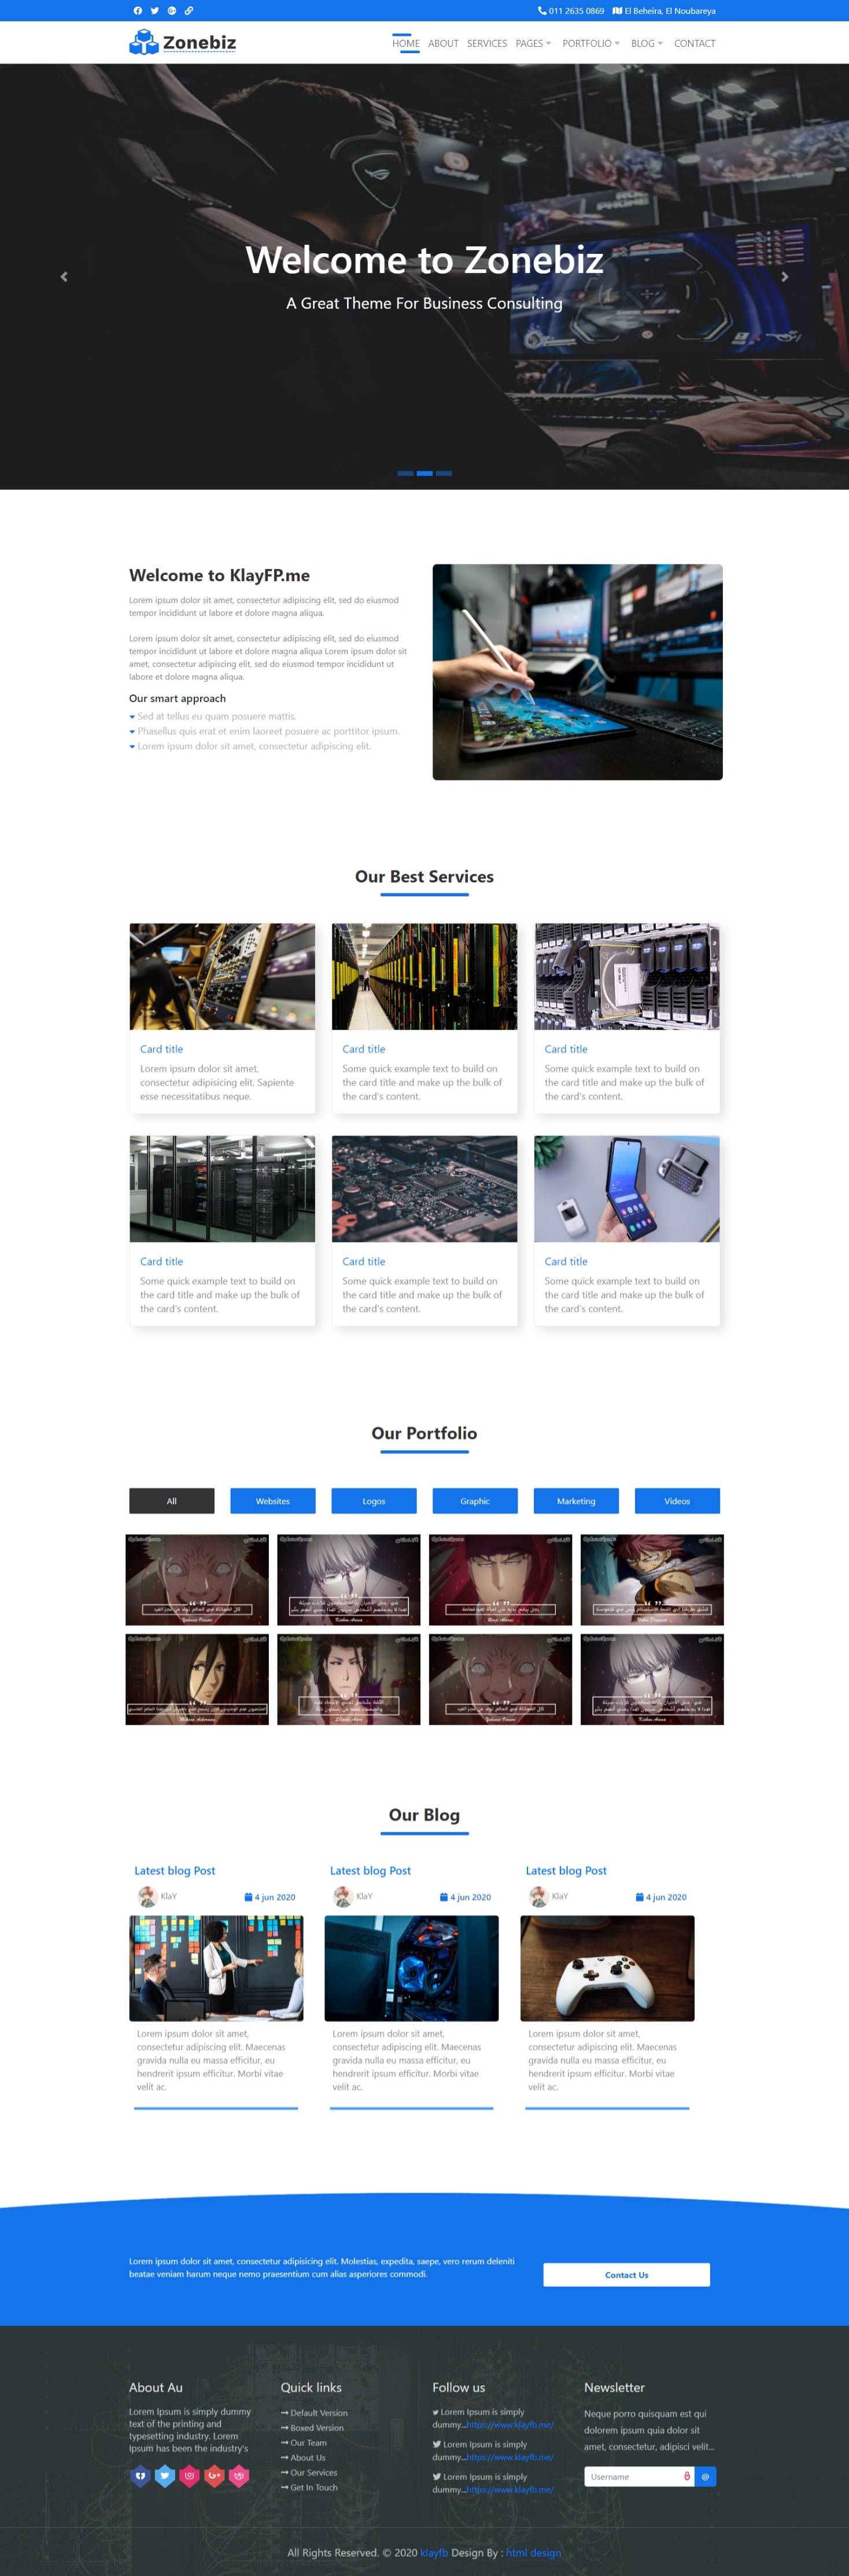 011 2635 0869 El Beheira, El Noubareya
Zonebiz
HOME ABOUT SERVICES PAGES PORTFOLIO BLOG CONTACT
Welcome to Zonebiz
A Great Theme For Business Consulting
Welcome to KlayFP.me
Lorem ipsum dolor sit amet, consectetur adipiscing elit, sed do eiusmod
tempor incididunt ut labore et dolore magna aliqua.
Lorem ipsum dolor sit amet, consectetur adipiscing elit, sed do eiusmod
tempor incididunt ut labore et dolore magna aliqua Lorem ipsum dolor sit
amet, consectetur adipiscing elit, sed do eiusmod tempor incididunt ut
labore et dolore magna aliqua.
Our smart approach
Sed at tellus eu quam posuere mattis.
Phasellus quis erat et enim laoreet posuere ac porttitor ipsum.
Lorem ipsum dolor sit amet, consectetur adipiscing elit.
Our Best Services
Card title
Lorem ipsum dolor sit amet,
consectetur adipisicing elit. Sapiente
esse necessitatibus neque.
Card title
Some quick example text to build on
the card title and make up the bulk of
the card's content.
Card title
Some quick example text to build on
the card title and make up the bulk of
the card's content.
Card title
Some quick example text to build on
the card title and make up the bulk of
the card's content.
Card title
Some quick example text to build on
the card title and make up the bulk of
the card's content.
Card title
Some quick example text to build on
the card title and make up the bulk of
the card's content.
Our Portfolio
All Websites Logos Graphic Marketing Videos
Our Blog
Latest blog Post
KlaY 4 jun 2020
Lorem ipsum dolor sit amet,
consectetur adipiscing elit. Maecenas
gravida nulla eu massa efficitur, eu
hendrerit ipsum efficitur. Morbi vitae
velit ac.
Latest blog Post
KlaY 4 jun 2020
Lorem ipsum dolor sit amet,
consectetur adipiscing elit. Maecenas
gravida nulla eu massa efficitur, eu
hendrerit ipsum efficitur. Morbi vitae
velit ac.
Latest blog Post
KlaY 4 jun 2020
Lorem ipsum dolor sit amet,
consectetur adipiscing elit. Maecenas
gravida nulla eu massa efficitur, eu
hendrerit ipsum efficitur. Morbi vitae
velit ac.
Lorem ipsum dolor sit amet, consectetur adipisicing elit. Molestias, expedita, saepe, vero rerum deleniti
beatae veniam harum neque nemo praesentium cum alias asperiores commodi.
Contact Us
About Au
Lorem Ipsum is simply dummy
text of the printing and
typesetting industry. Lorem
Ipsum has been the industry's
Quick links
Default Version
Boxed Version
Our Team
About Us
Our Services
Get In Touch
Follow us
Lorem Ipsum is simply
dummy...https://www.klayfb.me/
Lorem Ipsum is simply
dummy...https://www.klayfb.me/
Lorem Ipsum is simply
dummy...https://www.klayfb.me/
Newsletter
Neque porro quisquam est qui
dolorem ipsum quia dolor sit
amet, consectetur, adipisci velit...
Username @
All Rights Reserved. © 2020 klayfb Design By : html design